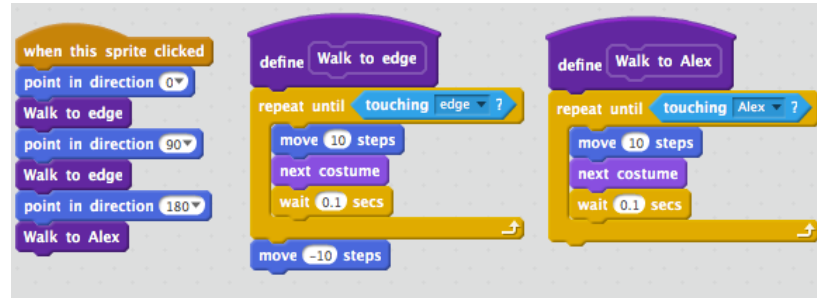 when this sprite clicked
point in direction 0
Walk to edge
point in direction 90
Walk to edge
point in direction 180
Walk to Alex
define Walk to edge
repeat until touching edge ?
move 10 steps
next costume
wait 0.1 secs
move -10 steps
define Walk to Alex
repeat until touching Alex ?
move 10 steps
next costume
wait 0.1 secs